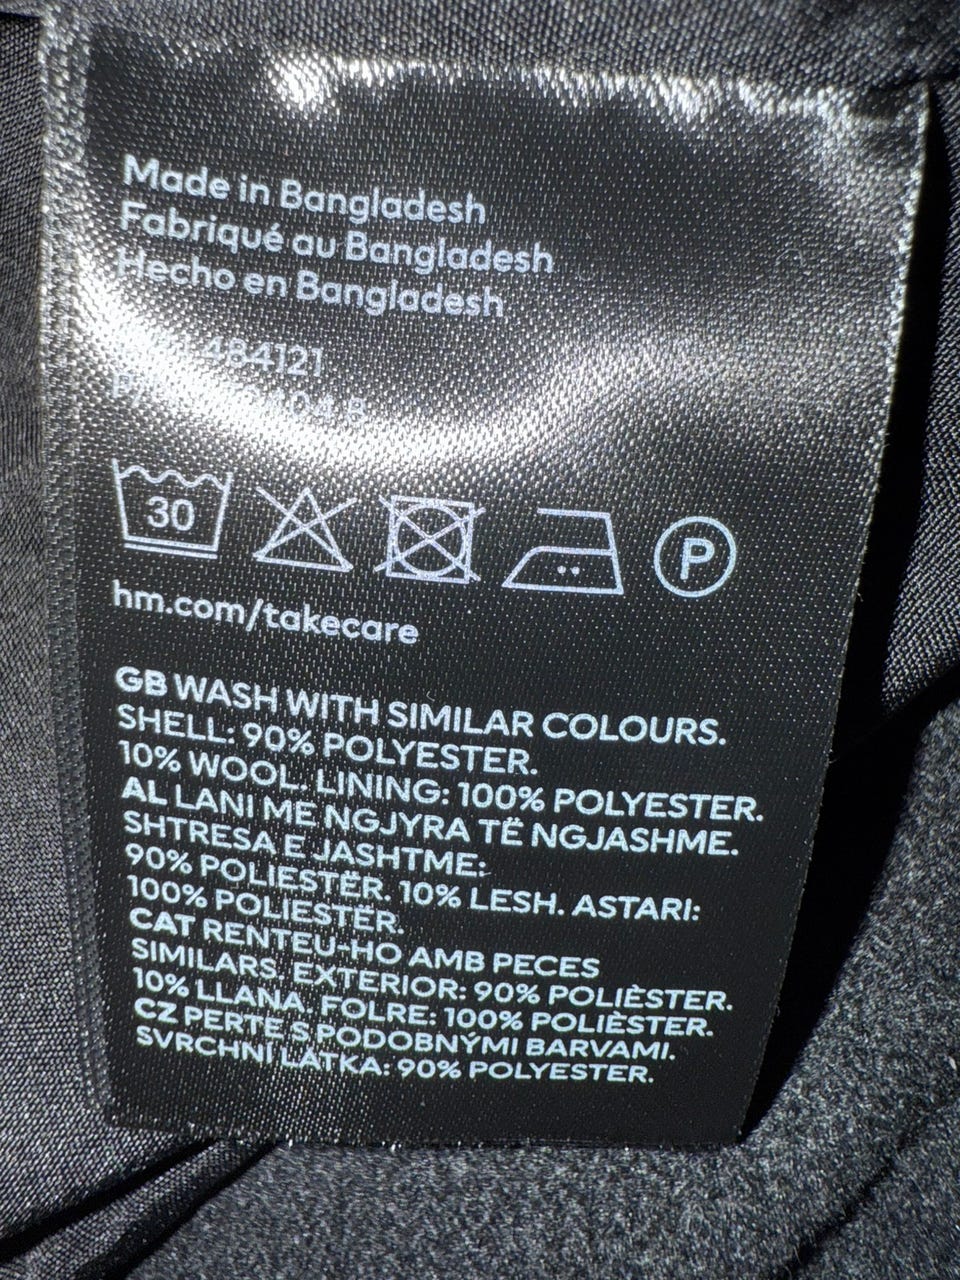 Made in Bangladesh
Fabriqué au Bangladesh
Hecho en Bangladesh
484121
30
P
hm.com/takecare
GB WASH WITH SIMILAR COLOURS.
SHELL: 90% POLYESTER.
10% WOOL. LINING: 100% POLYESTER.
AL LANI ME NGJYRA TË NGJASHME.
SHTRESA E JASHTME:
90% POLIESTËR. 10% LESH. ASTARI:
100% POLIESTËR.
CAT RENTEU-HO AMB PECES
SIMILARS. EXTERIOR: 90% POLIÈSTER.
10% LLANA. FOLRE: 100% POLIÈSTER.
CZ PERTE S PODOBNÝMI BARVAMI.
SVRCHNÍ LÁTKA: 90% POLYESTER.